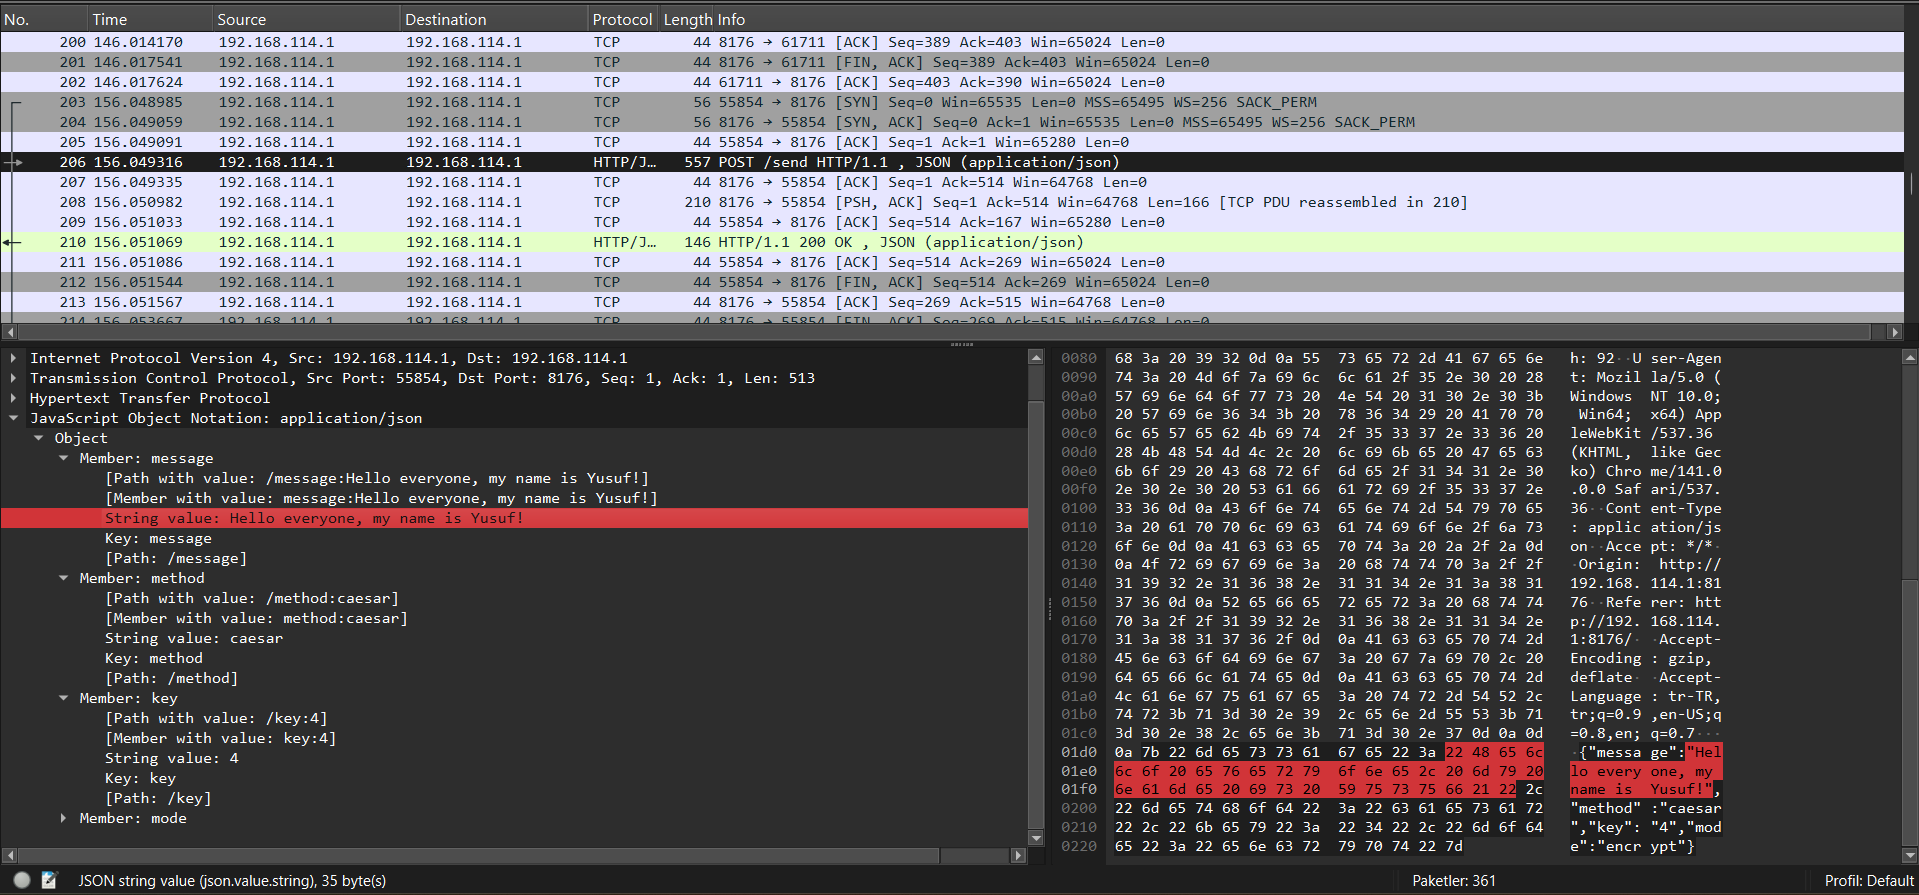 No. Time Source Destination Protocol Length Info
200 146.014170 192.168.114.1 192.168.114.1 TCP 44 8176 → 61711 [ACK] Seq=389 Ack=403 Win=65024 Len=0
201 146.017541 192.168.114.1 192.168.114.1 TCP 44 8176 → 61711 [FIN, ACK] Seq=389 Ack=403 Win=65024 Len=0
202 146.017624 192.168.114.1 192.168.114.1 TCP 44 61711 → 8176 [ACK] Seq=403 Ack=390 Win=65024 Len=0
203 156.048985 192.168.114.1 192.168.114.1 TCP 56 55854 → 8176 [SYN] Seq=0 Win=65535 Len=0 MSS=65495 WS=256 SACK_PERM
204 156.049059 192.168.114.1 192.168.114.1 TCP 56 8176 → 55854 [SYN, ACK] Seq=0 Ack=1 Win=65535 Len=0 MSS=65495 WS=256 SACK_PERM
205 156.049091 192.168.114.1 192.168.114.1 TCP 44 55854 → 8176 [ACK] Seq=1 Ack=1 Win=65280 Len=0
206 156.049316 192.168.114.1 192.168.114.1 HTTP/J… 557 POST /send HTTP/1.1 , JSON (application/json)
207 156.049335 192.168.114.1 192.168.114.1 TCP 44 8176 → 55854 [ACK] Seq=1 Ack=514 Win=64768 Len=0
208 156.050982 192.168.114.1 192.168.114.1 TCP 210 8176 → 55854 [PSH, ACK] Seq=1 Ack=514 Win=64768 Len=166 [TCP PDU reassembled in 210]
209 156.051033 192.168.114.1 192.168.114.1 TCP 44 55854 → 8176 [ACK] Seq=514 Ack=167 Win=65280 Len=0
210 156.051069 192.168.114.1 192.168.114.1 HTTP/J… 146 HTTP/1.1 200 OK , JSON (application/json)
211 156.051086 192.168.114.1 192.168.114.1 TCP 44 55854 → 8176 [ACK] Seq=514 Ack=269 Win=65024 Len=0
212 156.051544 192.168.114.1 192.168.114.1 TCP 44 55854 → 8176 [FIN, ACK] Seq=514 Ack=269 Win=65024 Len=0
213 156.051567 192.168.114.1 192.168.114.1 TCP 44 8176 → 55854 [ACK] Seq=269 Ack=515 Win=64768 Len=0
214 156.053667 192.168.114.1 192.168.114.1 TCP 44 8176 → 55854 [FIN, ACK] Seq=269 Ack=515 Win=64768 Len=0
Internet Protocol Version 4, Src: 192.168.114.1, Dst: 192.168.114.1
Transmission Control Protocol, Src Port: 55854, Dst Port: 8176, Seq: 1, Ack: 1, Len: 513
Hypertext Transfer Protocol
JavaScript Object Notation: application/json
Object
Member: message
[Path with value: /message:Hello everyone, my name is Yusuf!]
[Member with value: message:Hello everyone, my name is Yusuf!]
String value: Hello everyone, my name is Yusuf!
Key: message
[Path: /message]
Member: method
[Path with value: /method:caesar]
[Member with value: method:caesar]
String value: caesar
Key: method
[Path: /method]
Member: key
[Path with value: /key:4]
[Member with value: key:4]
String value: 4
Key: key
[Path: /key]
Member: mode
0080 68 3a 20 39 32 0d 0a 55 73 65 72 2d 41 67 65 6e h: 92··U ser-Agen
0090 74 3a 20 4d 6f 7a 69 6c 6c 61 2f 35 2e 30 20 28 t: Mozil la/5.0 (
00a0 57 69 6e 64 6f 77 73 20 4e 54 20 31 30 2e 30 3b Windows NT 10.0;
00b0 20 57 69 6e 36 34 3b 20 78 36 34 29 20 41 70 70 Win64; x64) App
00c0 6c 65 57 65 62 4b 69 74 2f 35 33 37 2e 33 36 20 leWebKit /537.36
00d0 28 4b 48 54 4d 4c 2c 20 6c 69 6b 65 20 47 65 63 (KHTML, like Gec
00e0 6b 6f 29 20 43 68 72 6f 6d 65 2f 31 34 31 2e 30 ko) Chro me/141.0
00f0 2e 30 2e 30 20 53 61 66 61 72 69 2f 35 33 37 2e .0.0 Saf ari/537.
0100 33 36 0d 0a 43 6f 6e 74 65 6e 74 2d 54 79 70 65 36··Cont ent-Type
0110 3a 20 61 70 70 6c 69 63 61 74 69 6f 6e 2f 6a 73 : applic ation/js
0120 6f 6e 0d 0a 41 63 63 65 70 74 3a 20 2a 2f 2a 0d on··Acce pt: */*·
0130 0a 4f 72 69 67 69 6e 3a 20 68 74 74 70 3a 2f 2f ·Origin: http://
0140 31 39 32 2e 31 36 38 2e 31 31 34 2e 31 3a 38 31 192.168. 114.1:81
0150 37 36 0d 0a 52 65 66 65 72 65 72 3a 20 68 74 74 76··Refe rer: htt
0160 70 3a 2f 2f 31 39 32 2e 31 36 38 2e 31 31 34 2e p://192. 168.114.
0170 31 3a 38 31 37 36 2f 0d 0a 41 63 63 65 70 74 2d 1:8176/· ·Accept-
0180 45 6e 63 6f 64 69 6e 67 3a 20 67 7a 69 70 2c 20 Encoding : gzip,
0190 64 65 66 6c 61 74 65 0d 0a 41 63 63 65 70 74 2d deflate· ·Accept-
01a0 4c 61 6e 67 75 61 67 65 3a 20 74 72 2d 54 52 2c Language : tr-TR,
01b0 74 72 3b 71 3d 30 2e 39 2c 65 6e 2d 55 53 3b 71 tr;q=0.9 ,en-US;q
01c0 3d 30 2e 38 2c 65 6e 3b 71 3d 30 2e 37 0d 0a 0d =0.8,en; q=0.7···
01d0 0a 7b 22 6d 65 73 73 61 67 65 22 3a 22 48 65 6c ·{"messa ge":"Hel
01e0 6c 6f 20 65 76 65 72 79 6f 6e 65 2c 20 6d 79 20 lo every one, my
01f0 6e 61 6d 65 20 69 73 20 59 75 73 75 66 21 22 2c name is Yusuf!",
0200 22 6d 65 74 68 6f 64 22 3a 22 63 61 65 73 61 72 "method" :"caesar
0210 22 2c 22 6b 65 79 22 3a 22 34 22 2c 22 6d 6f 64 ","key": "4","mod
0220 65 22 3a 22 65 6e 63 72 79 70 74 22 7d e":"encr ypt"}
JSON string value (json.value.string), 35 byte(s) Paketler: 361 Profil: Default